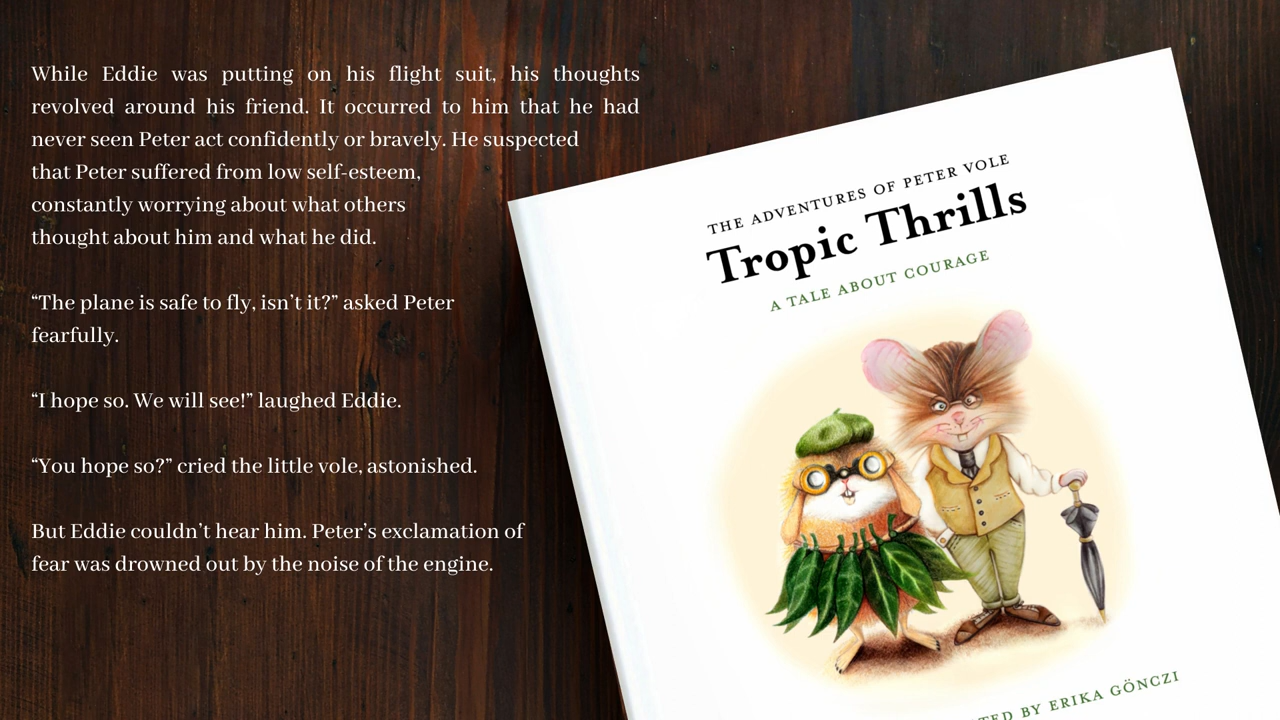 While Eddie was putting on his flight suit, his thoughts
revolved around his friend. It occurred to him that he had
never seen Peter act confidently or bravely. He suspected
that Peter suffered from low self-esteem,
constantly worrying about what others
thought about him and what he did.
“The plane is safe to fly, isn’t it?” asked Peter
fearfully.
“I hope so. We will see!” laughed Eddie.
“You hope so?” cried the little vole, astonished.
But Eddie couldn’t hear him. Peter’s exclamation of
fear was drowned out by the noise of the engine.
THE ADVENTURES OF PETER VOLE
Tropic Thrills
A TALE ABOUT COURAGE
BY ERIKA GÖNCZI